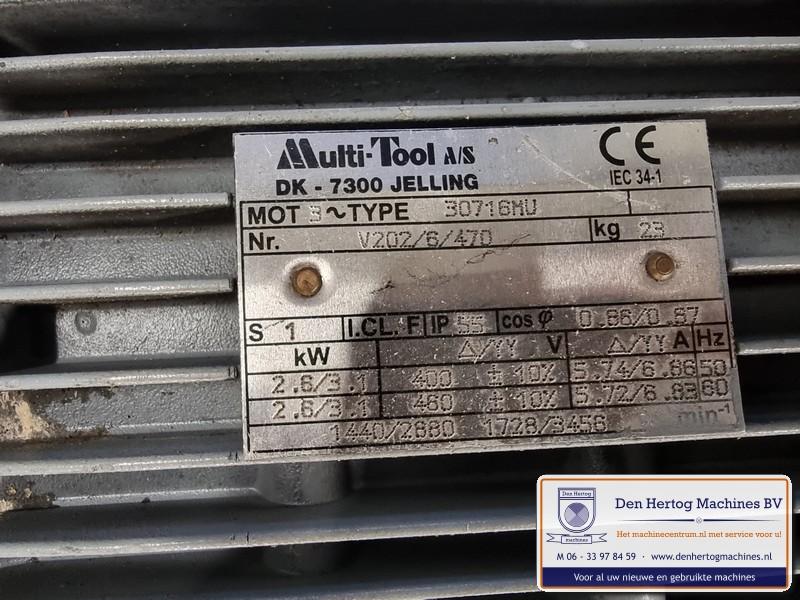 Multi-Tool A/S
DK - 7300 JELLING
CE
IEC 34-1
MOT 3~TYPE 30716MU
Nr. V202/6/470 kg 23
S 1 I.CL. F IP 55 cos φ 0.86/0.87
kW △/YY V △/YY A Hz
2.6/3.1 400 ±10% 5.74/6.86 50
2.6/3.1 460 ±10% 5.72/6.83 60
1440/2880 1728/3456 min-1
Den Hertog
machines
Den Hertog Machines BV
Het machinecentrum.nl met service voor u!
M 06 - 33 97 84 59 · www.denhertogmachines.nl
Voor al uw nieuwe en gebruikte machines